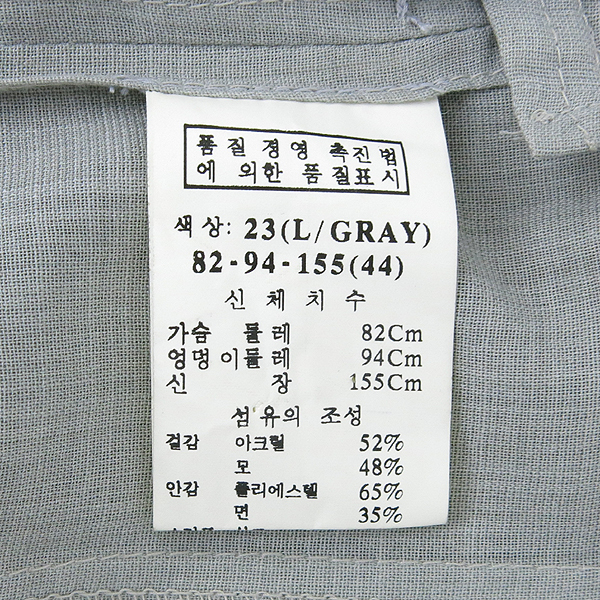 품질경영 촉진법
에 의한 품질표시
색상: 23(L/GRAY)
82-94-155(44)
신체치수
가슴 둘레 82Cm
엉덩이둘레 94Cm
신 장 155Cm
섬유의 조성
겉감 아크릴 52%
모 48%
안감 폴리에스텔 65%
면 35%